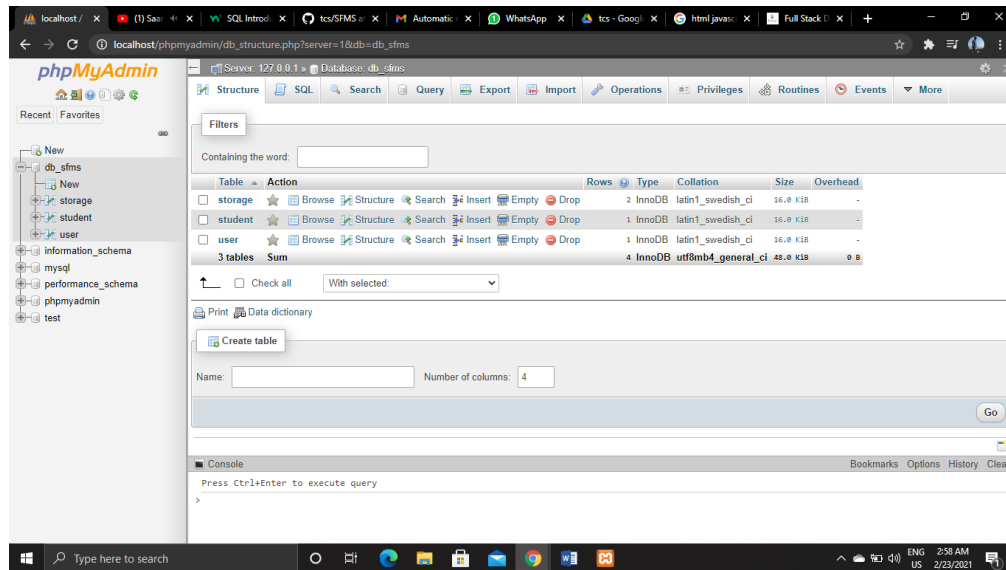 localhost /
(1) Saar
SQL Introdu
tcs/SFMS a
Automatic
WhatsApp
tcs - Google
html javasc
Full Stack D
localhost/phpmyadmin/db_structure.php?server=1&db=db_sfms
phpMyAdmin
Recent Favorites
New
db_sfms
New
storage
student
user
information_schema
mysql
performance_schema
phpmyadmin
test
Server: 127.0.0.1 » Database: db_sfms
Structure SQL Search Query Export Import Operations Privileges Routines Events More
Filters
Containing the word:
Table Action Rows Type Collation Size Overhead
storage Browse Structure Search Insert Empty Drop 2 InnoDB latin1_swedish_ci 16.0 KiB -
student Browse Structure Search Insert Empty Drop 1 InnoDB latin1_swedish_ci 16.0 KiB -
user Browse Structure Search Insert Empty Drop 1 InnoDB latin1_swedish_ci 16.0 KiB -
3 tables Sum 4 InnoDB utf8mb4_general_ci 48.0 KiB 0 B
Check all With selected:
Print Data dictionary
Create table
Name: Number of columns: 4
Go
Console Bookmarks Options History Clea
Press Ctrl+Enter to execute query
>
Type here to search
ENG 2:58 AM
US 2/23/2021